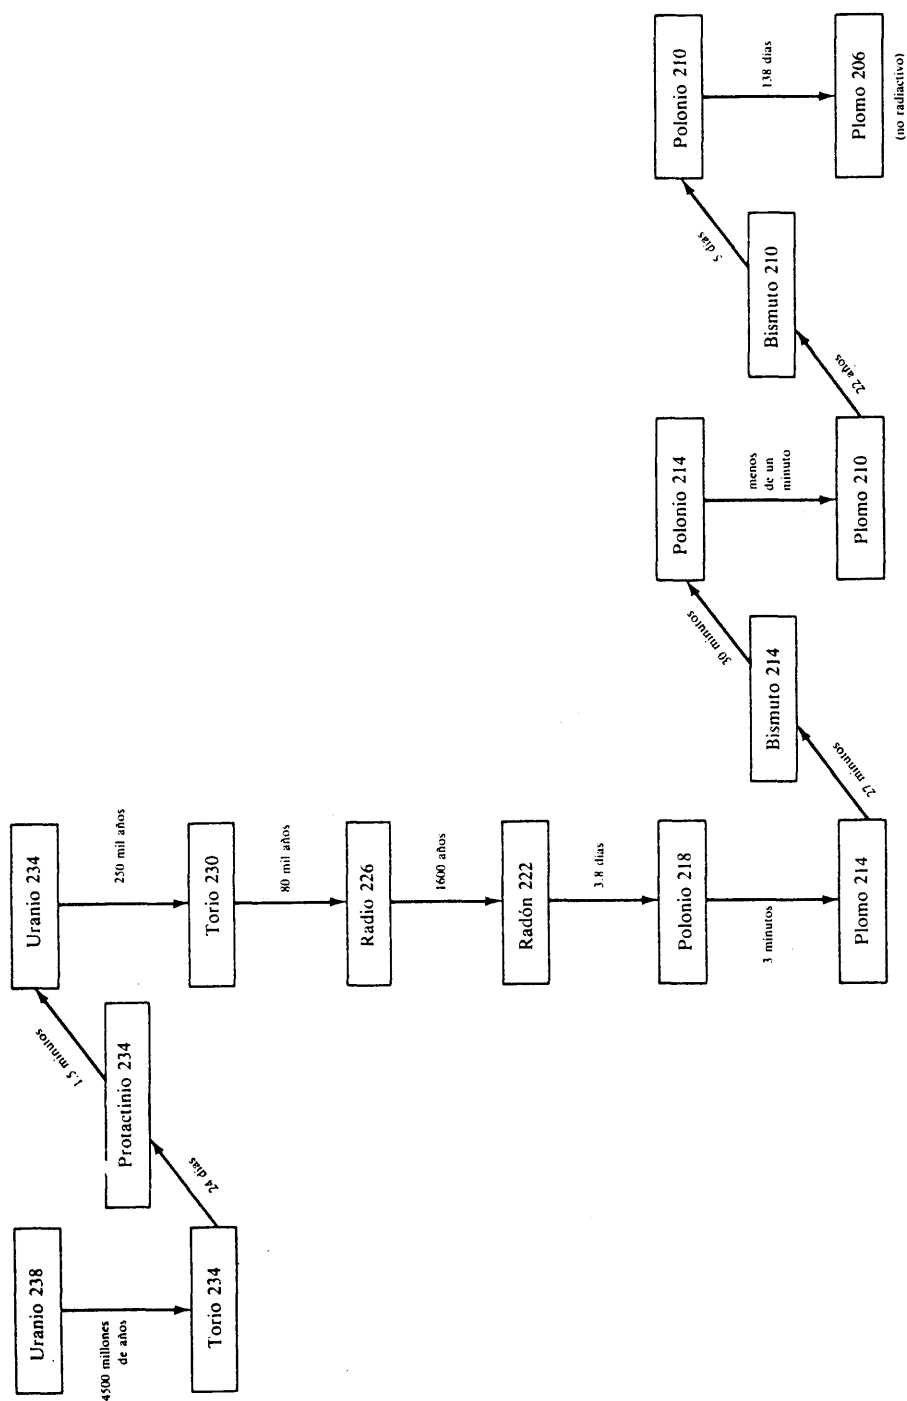 Uranio 238
4500 millones
de años
Torio 234
24 días
Protactinio 234
1.5 minutos
Uranio 234
250 mil años
Torio 230
80 mil años
Radio 226
1600 años
Radón 222
3.8 dias
Polonio 218
3 minutos
Plomo 214
27 minutos
Bismuto 214
30 minutos
Polonio 214
menos
de un
minuto
Plomo 210
22 años
Bismuto 210
5 días
Polonio 210
138 dias
Plomo 206
(no radiactivo)